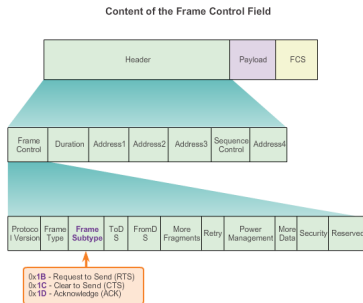 Content of the Frame Control Field
Header Payload FCS
Frame Control Duration Address1 Address2 Address3 Sequence Control Address4
Protoco
l Version Frame
Type Frame
Subtype ToD
S FromD
S More
Fragments Retry Power
Management More
Data Security Reserved
0x1B - Request to Send (RTS)
0x1C - Clear to Send (CTS)
0x1D - Acknowledge (ACK)